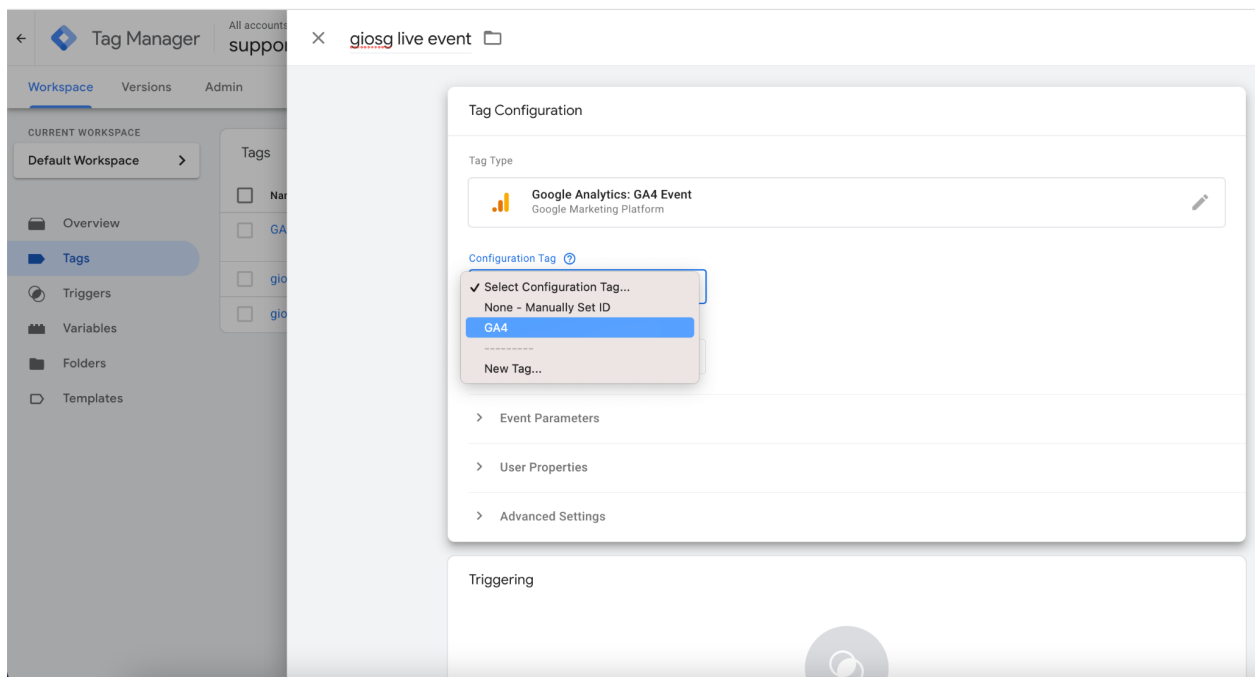 Tag Manager
All accounts
suppor
giosg live event
Workspace Versions Admin
CURRENT WORKSPACE
Default Workspace
Overview
Tags
Triggers
Variables
Folders
Templates
Tags
Nar
GA
gio
gio
Tag Configuration
Tag Type
Google Analytics: GA4 Event
Google Marketing Platform
Configuration Tag
Select Configuration Tag...
None - Manually Set ID
GA4
---------
New Tag...
Event Parameters
User Properties
Advanced Settings
Triggering